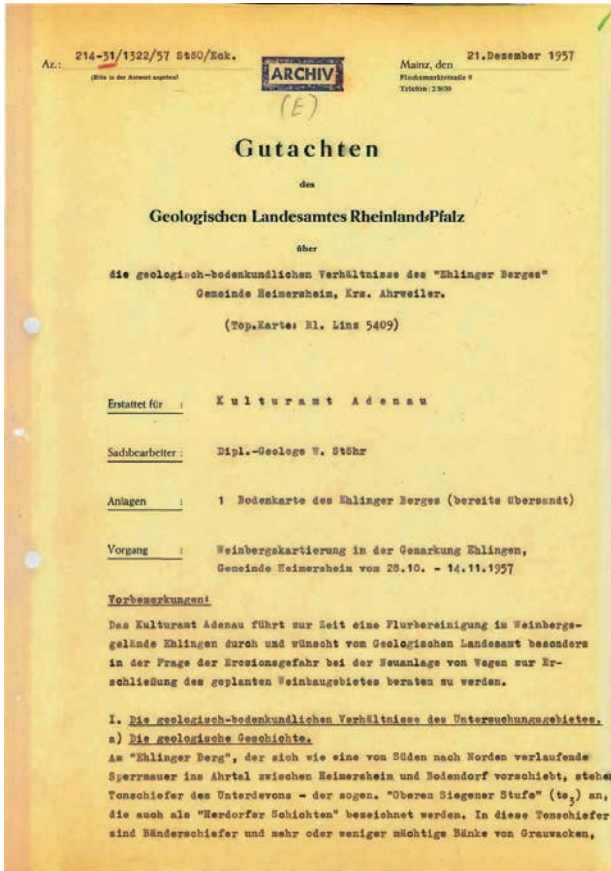 Az.: 214-31/1322/57 Stö0/Eck.
(Bitte in der Antwort angeben)
ARCHIV
(E)
Mainz, den 21.Dezember 1957
Flachsmarktstraße 9
Telefon: 23650
Gutachten
des
Geologischen Landesamtes Rheinland-Pfalz
über
die geologisch-bodenkundlichen Verhältnisse des "Ehlinger Berges"
Gemeinde Heimersheim, Krs. Ahrweiler.
(Top.Karte: Bl. Linz 5409)
Erstattet für : Kulturamt Adenau
Sachbearbeiter : Dipl.-Geologe W. Stöhr
Anlagen : 1 Bodenkarte des Ehlinger Berges (bereits übersandt)
Vorgang : Weinbergskartierung in der Gemarkung Ehlingen,
Gemeinde Heimersheim vom 28.10. - 14.11.1957
Vorbemerkungen:
Das Kulturamt Adenau führt zur Zeit eine Flurbereinigung im Weinbergs-
gelände Ehlingen durch und wünscht vom Geologischen Landesamt besonders
in der Frage der Erosionsgefahr bei der Neuanlage von Wegen zur Er-
schließung des geplanten Weinbaugebietes beraten zu werden.
I. Die geologisch-bodenkundlichen Verhältnisse des Untersuchungsgebietes.
a) Die geologische Geschichte.
Am "Ehlinger Berg", der sich wie eine von Süden nach Norden verlaufende
Sperrmauer ins Ahrtal zwischen Heimersheim und Bodendorf vorschiebt, stehen
Tonschiefer des Unterdevons - der sogen. "Oberen Siegener Stufe" (ts3) an,
die auch als "Herdorfer Schichten" bezeichnet werden. In diese Tonschiefer
sind Bänderschiefer und mehr oder weniger mächtige Bänke von Grauwacken,